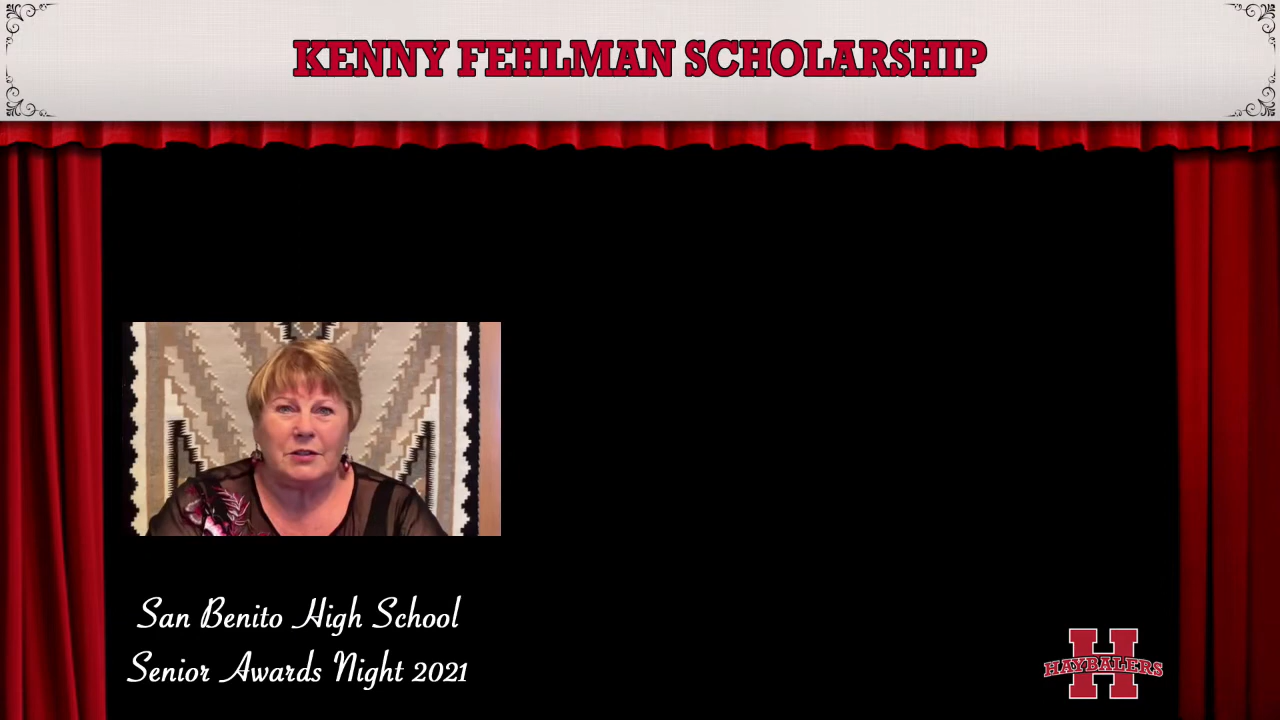 KENNY FEHLMAN SCHOLARSHIP
San Benito High School
Senior Awards Night 2021
H
HAYBALERS